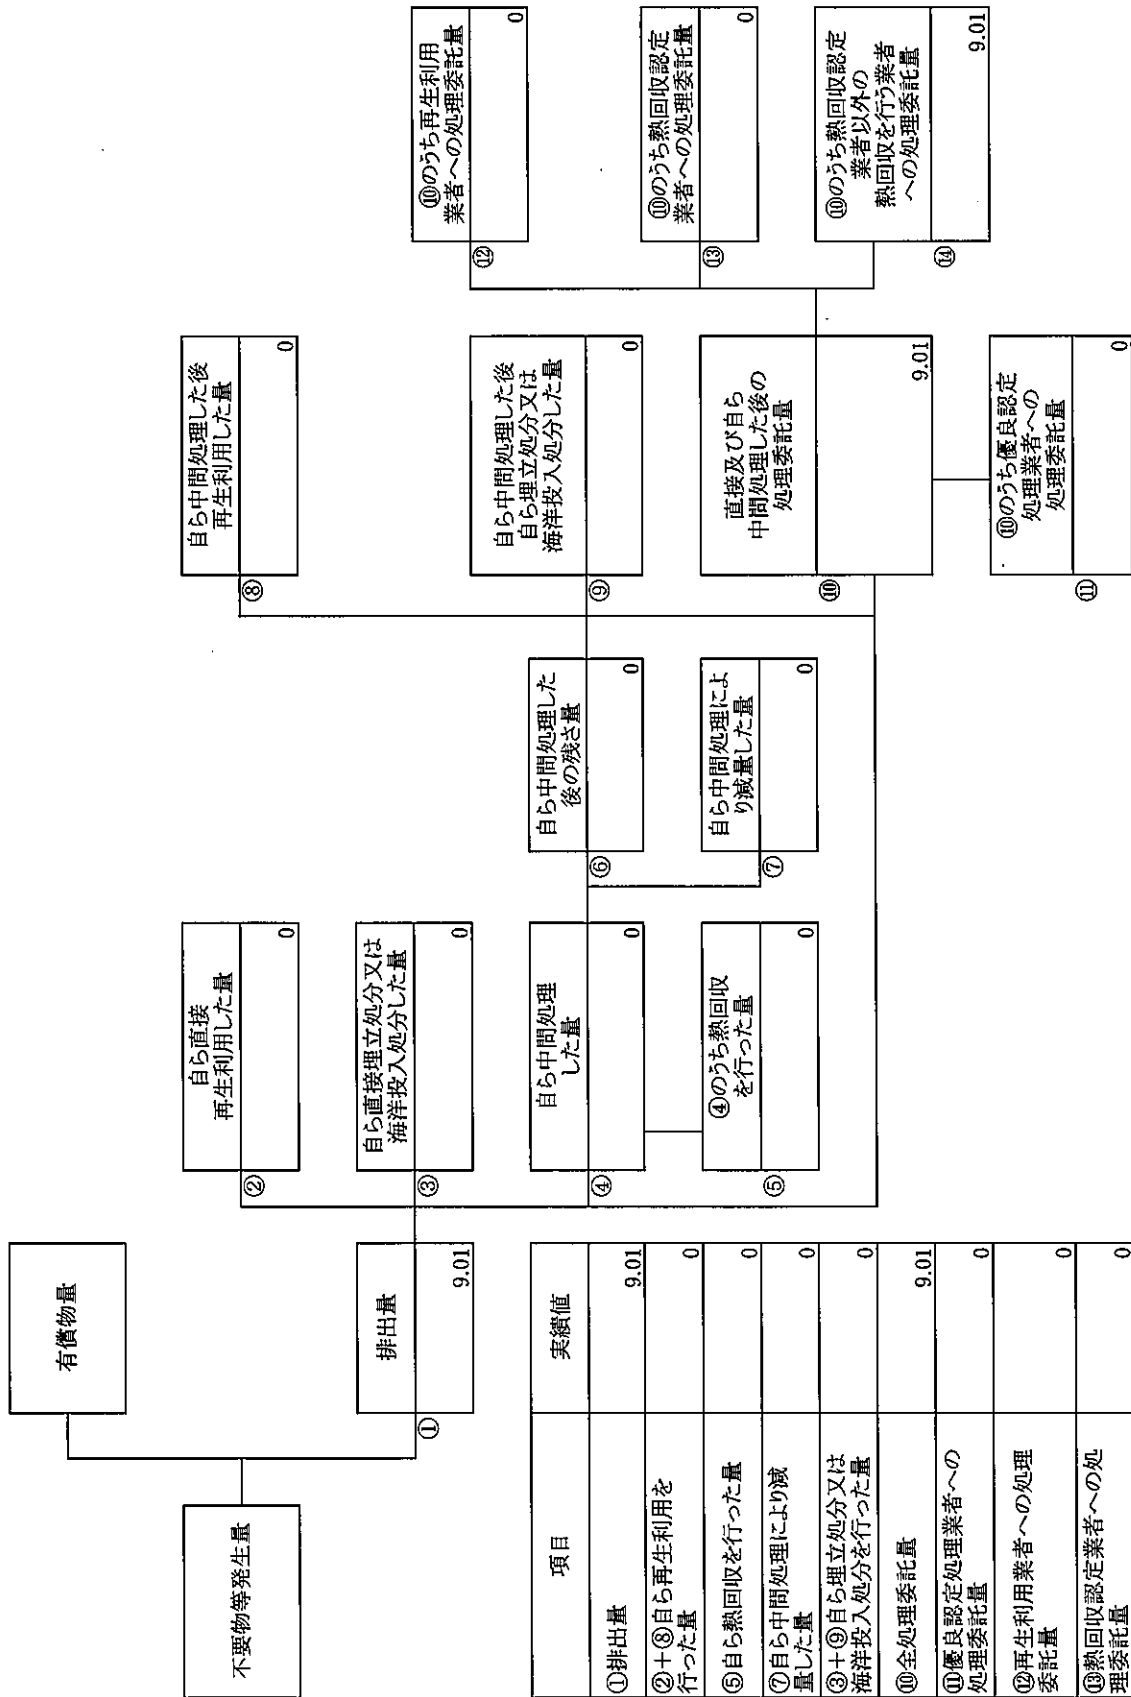 不要物等発生量
有償物量
①
排出量
9.01
②
自ら直接
再生利用した量
0
③
自ら直接埋立処分又は
海洋投入処分した量
0
④
自ら中間処理
した量
0
⑤
④のうち熱回収
を行った量
0
⑥
自ら中間処理した
後の残さ量
0
⑦
自ら中間処理によ
り減量した量
0
⑧
自ら中間処理した後
再生利用した量
0
⑨
自ら中間処理した後
自ら埋立処分又は
海洋投入処分した量
0
⑩
直接及び自ら
中間処理した後の
処理委託量
9.01
⑪
⑩のうち優良認定
処理業者への
処理委託量
0
⑫
⑩のうち再生利用
業者への処理委託量
0
⑬
⑩のうち熱回収認定
業者への処理委託量
0
⑭
⑩のうち熱回収認定
業者以外の
熱回収を行う業者
への処理委託量
9.01
項目 実績値
①排出量 9.01
②+⑧自ら再生利用を
行った量 0
⑤自ら熱回収を行った量 0
⑦自ら中間処理により減
量した量 0
③+⑨自ら埋立処分又は
海洋投入処分を行った量 0
⑩全処理委託量 9.01
⑪優良認定処理業者への
処理委託量 0
⑫再生利用業者への処理
委託量 0
⑬熱回収認定業者への処
理委託量 0